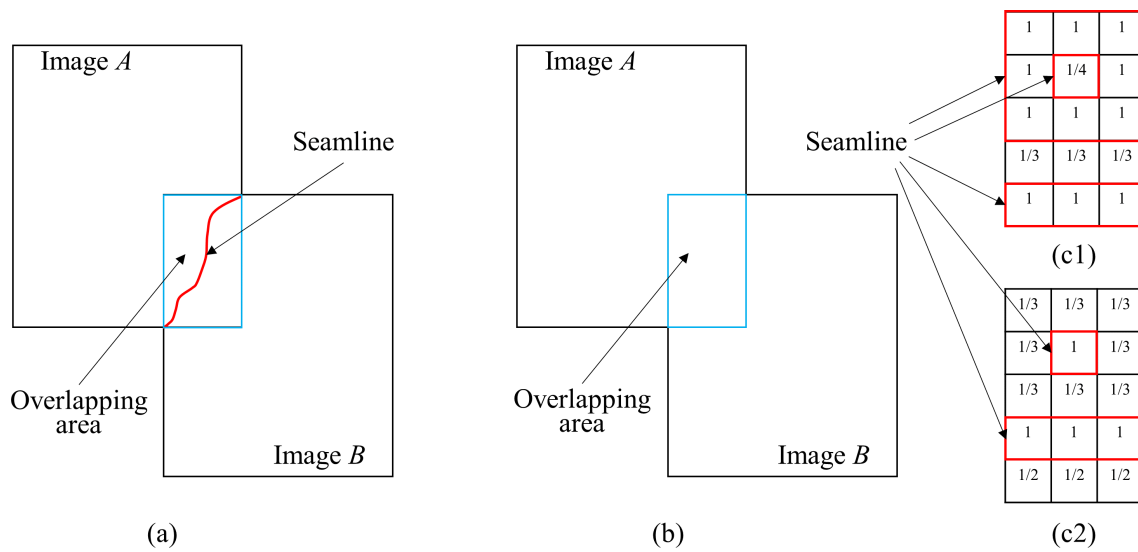 Image A
Seamline
Overlapping
area
Image B
(a)
Image A
Seamline
Overlapping
area
Image B
(b)
1 1 1
1 1/4 1
1 1 1
1/3 1/3 1/3
1 1 1
(c1)
1/3 1/3 1/3
1/3 1 1/3
1/3 1/3 1/3
1 1 1
1/2 1/2 1/2
(c2)